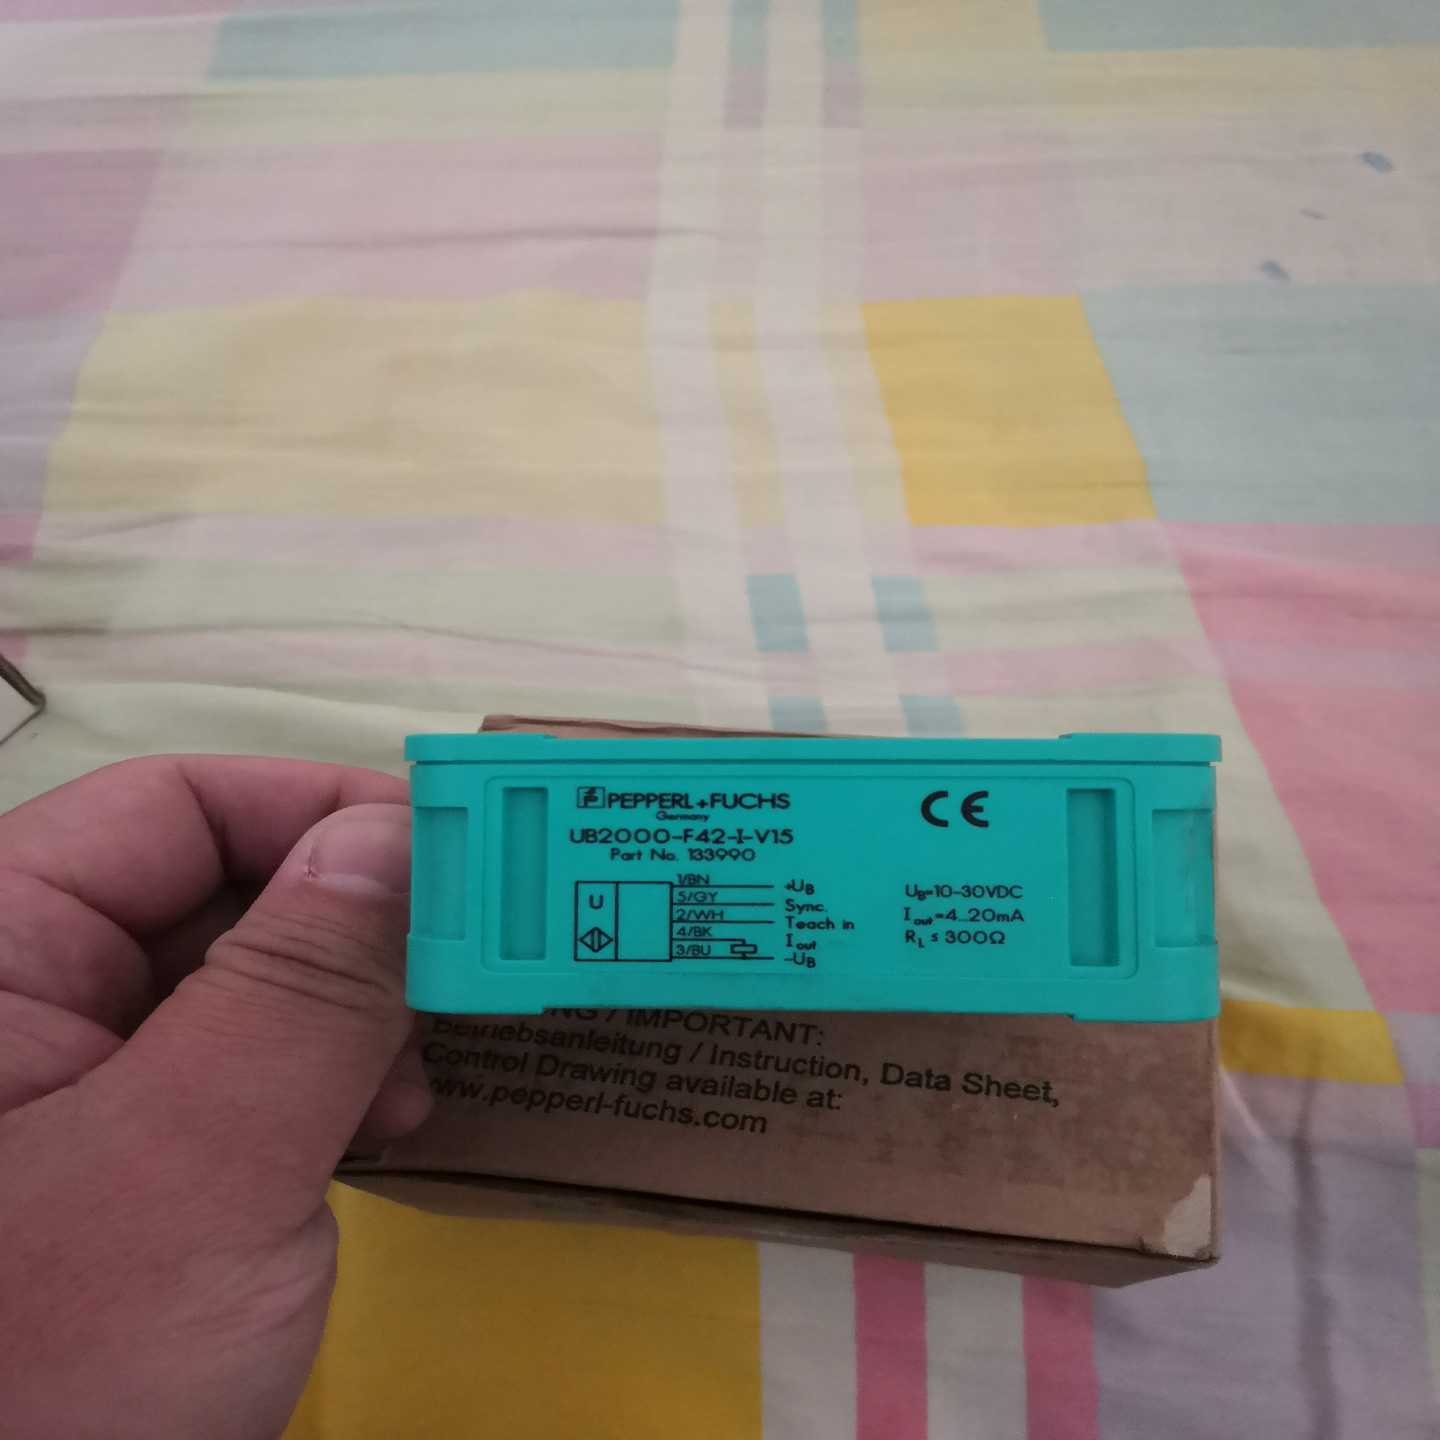 PEPPERL+FUCHS
Germany
UB2000-F42-I-V15
Part No. 133990
CE
U
1/BN +UB
5/GY Sync.
2/WH Teach in
4/BK Iout
3/BU -UB
UB=10-30VDC
Iout=4...20mA
RL ≤ 300Ω
/ IMPORTANT:
Betriebsanleitung / Instruction, Data Sheet,
Control Drawing available at:
www.pepperl-fuchs.com